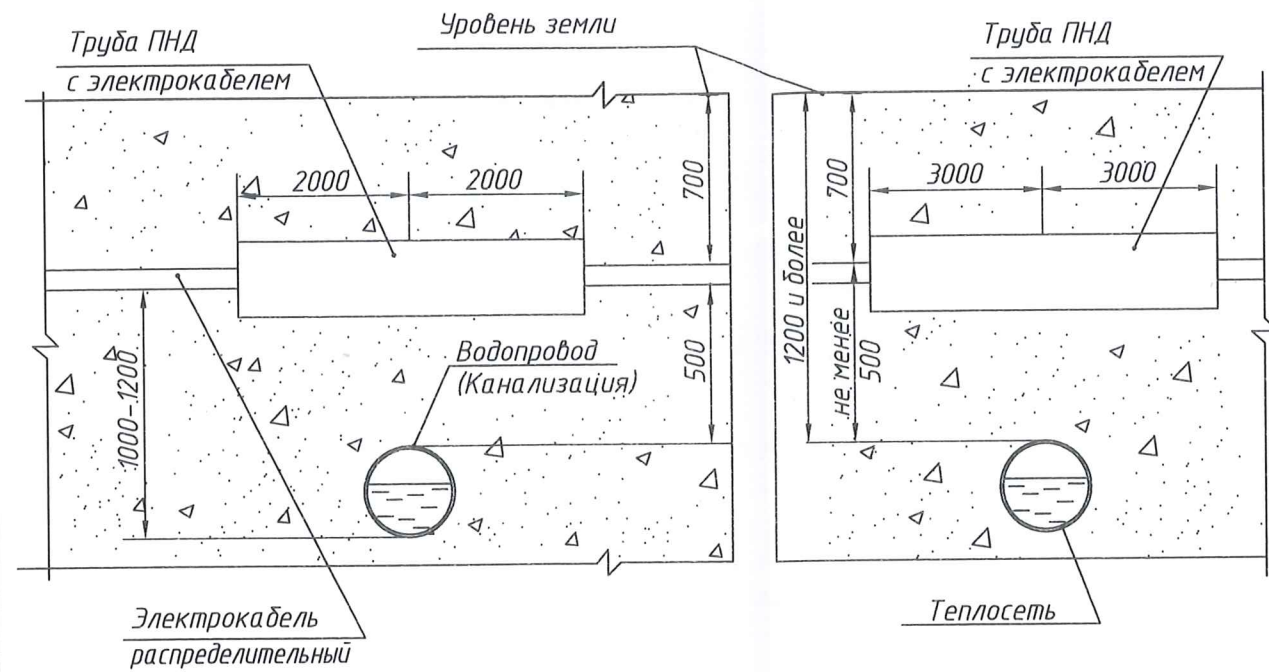 Труба ПНД
с электрокабелем
Уровень земли
Труба ПНД
с электрокабелем
2000
2000
700
1000-1200
Водопровод
(Канализация)
500
Электрокабель
распределительный
3000
3000
700
1200 и более
не менее
500
Теплосеть